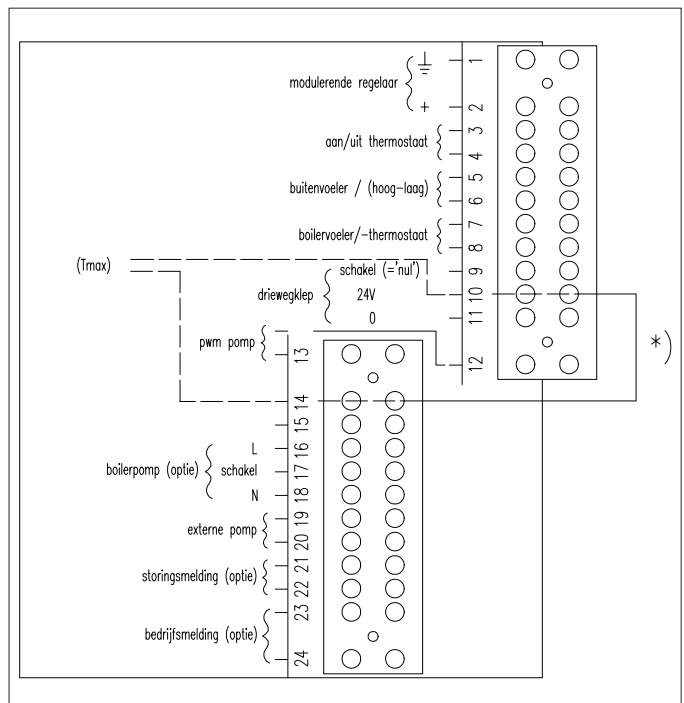 1
modulerende regelaar
+
2
3
aan/uit thermostaat
4
5
buitenvoeler / (hoog-laag)
6
7
boilervoeler/-thermostaat
8
(Tmax)
schakel (='nul')
9
driewegklep
24V
10
0
11
*)
pwm pomp
12
13
14
15
L
16
boilerpomp (optie)
schakel
17
N
18
19
externe pomp
20
21
storingsmelding (optie)
22
23
bedrijfsmelding (optie)
24